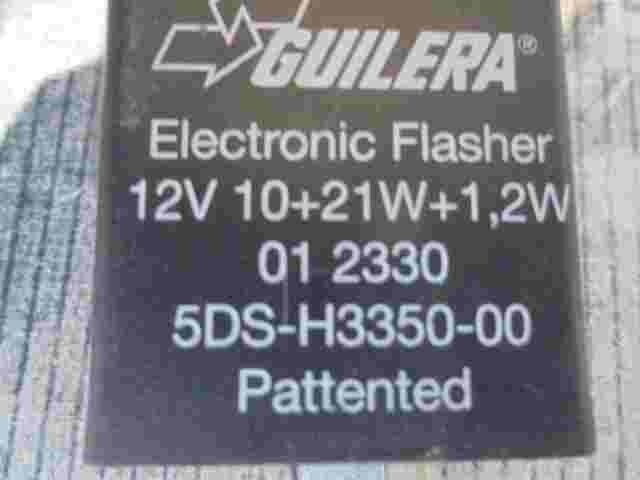 GUILERA®
Electronic Flasher
12V 10+21W+1,2W
01 2330
5DS-H3350-00
Pattented